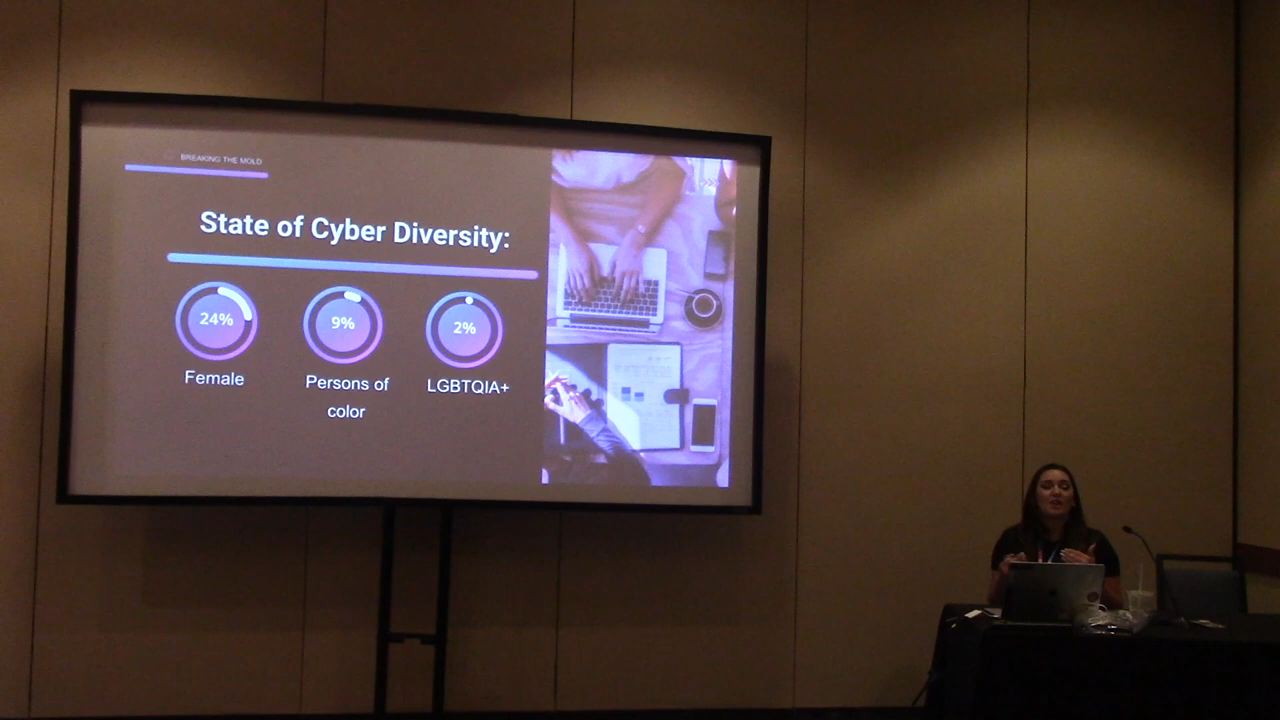 BREAKING THE MOLD
State of Cyber Diversity:
24%
9%
2%
Female
Persons of
color
LGBTQIA+